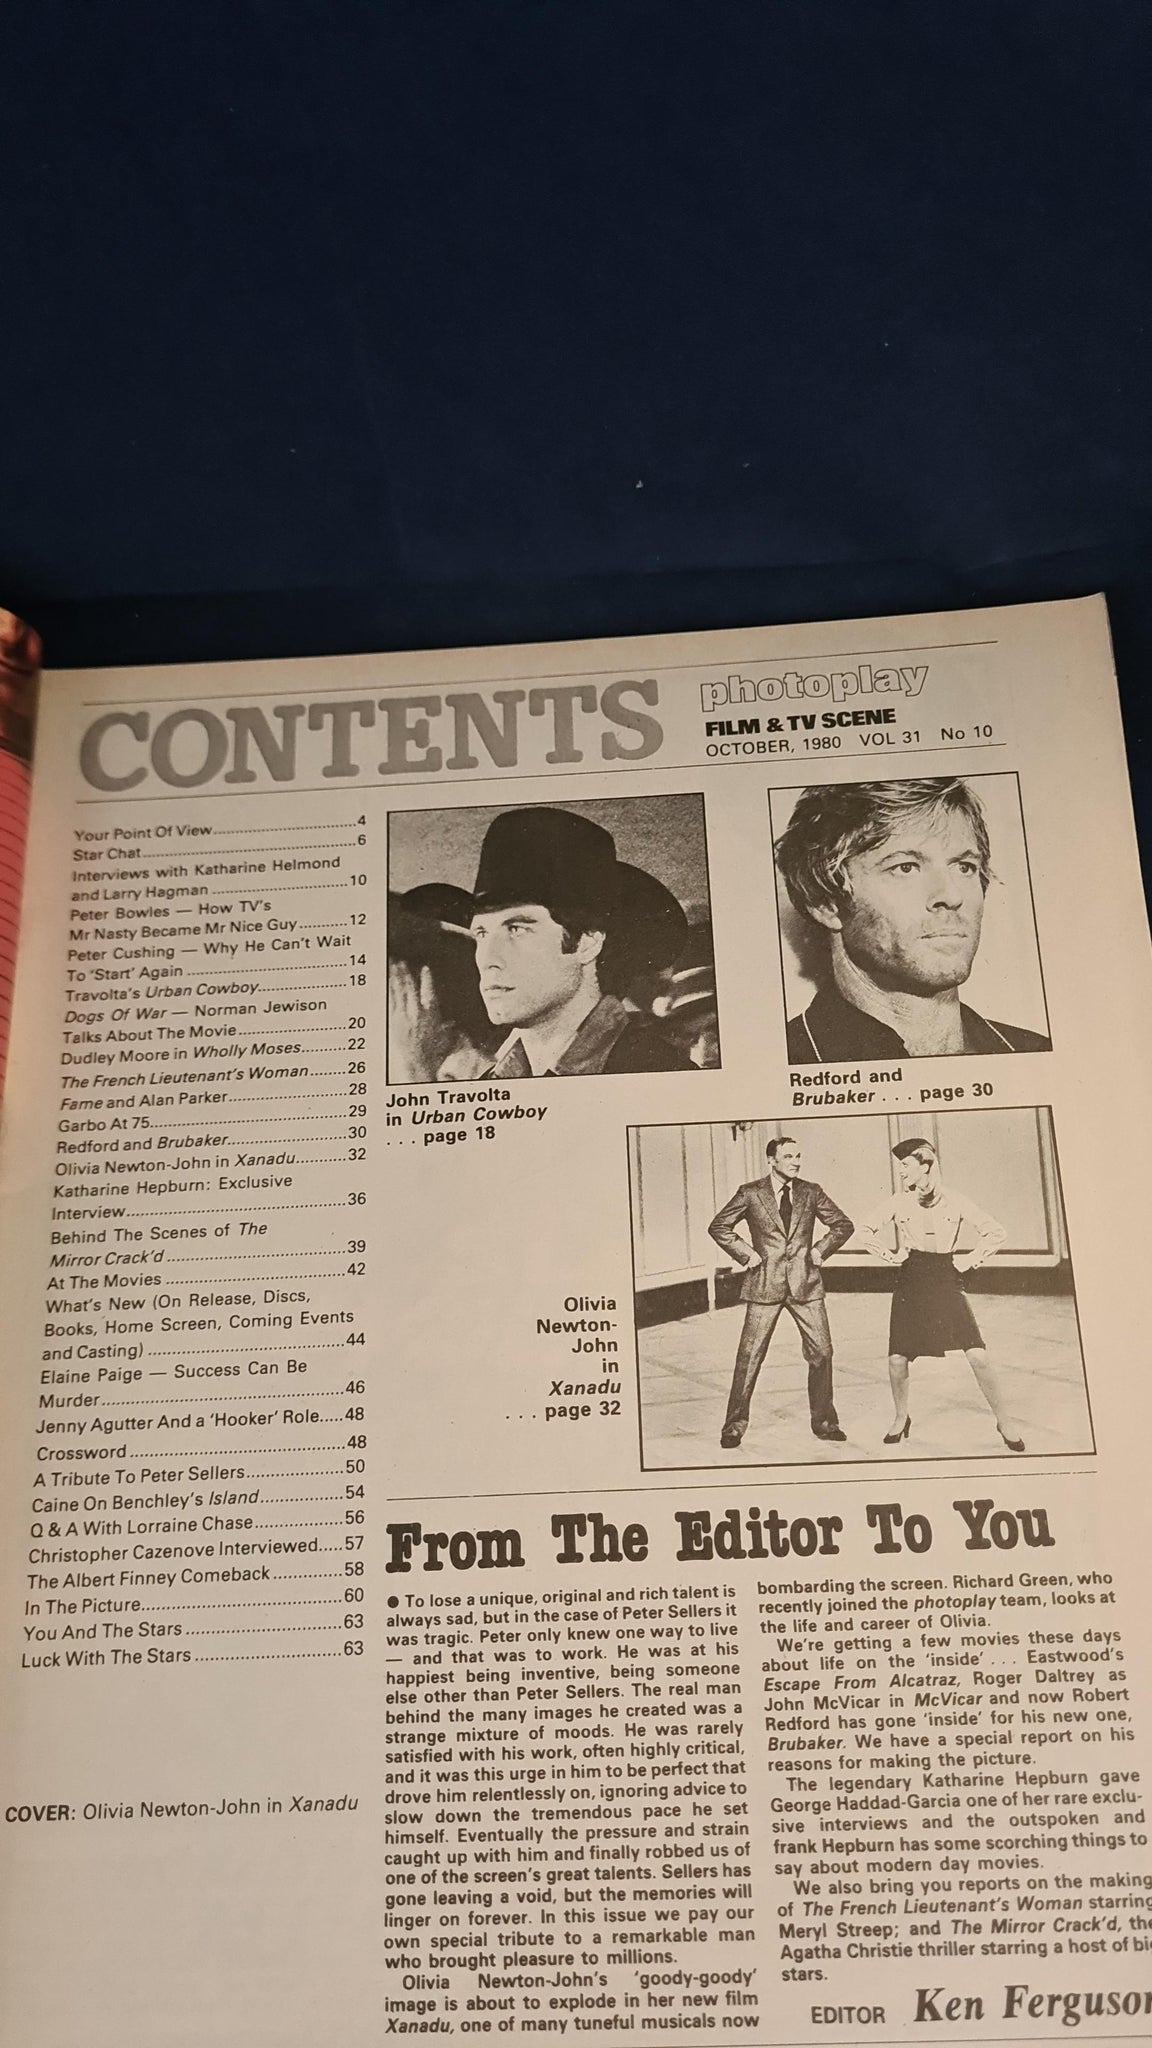 CONTENTS
photoplay
FILM & TV SCENE
OCTOBER, 1980 VOL 31 No 10
Your Point Of View..............................4
Star Chat..............................6
Interviews with Katharine Helmond
and Larry Hagman..............................10
Peter Bowles — How TV's
Mr Nasty Became Mr Nice Guy..........12
Peter Cushing — Why He Can't Wait
To 'Start' Again..............................14
Travolta's Urban Cowboy....................18
Dogs Of War — Norman Jewison
Talks About The Movie....................20
Dudley Moore in Wholly Moses.........22
The French Lieutenant's Woman........26
Fame and Alan Parker....................28
Garbo At 75..............................29
Redford and Brubaker....................30
Olivia Newton-John in Xanadu..........32
Katharine Hepburn: Exclusive
Interview..............................36
Behind The Scenes of The
Mirror Crack'd..............................39
At The Movies..............................42
What's New (On Release, Discs,
Books, Home Screen, Coming Events
and Casting)..............................44
Elaine Paige — Success Can Be
Murder..............................46
Jenny Agutter And a 'Hooker' Role.....48
Crossword..............................48
A Tribute To Peter Sellers....................50
Caine On Benchley's Island................54
Q & A With Lorraine Chase.................56
Christopher Cazenove Interviewed.....57
The Albert Finney Comeback..............58
In The Picture..............................60
You And The Stars..............................63
Luck With The Stars..............................63
COVER: Olivia Newton-John in Xanadu
John Travolta
in Urban Cowboy
. . . page 18
Redford and
Brubaker . . . page 30
Olivia
Newton-
John
in
Xanadu
. . . page 32
From The Editor To You
● To lose a unique, original and rich talent is
always sad, but in the case of Peter Sellers it
was tragic. Peter only knew one way to live
— and that was to work. He was at his
happiest being inventive, being someone
else other than Peter Sellers. The real man
behind the many images he created was a
strange mixture of moods. He was rarely
satisfied with his work, often highly critical,
and it was this urge in him to be perfect that
drove him relentlessly on, ignoring advice to
slow down the tremendous pace he set
himself. Eventually the pressure and strain
caught up with him and finally robbed us of
one of the screen's great talents. Sellers has
gone leaving a void, but the memories will
linger on forever. In this issue we pay our
own special tribute to a remarkable man
who brought pleasure to millions.
Olivia Newton-John's 'goody-goody'
image is about to explode in her new film
Xanadu, one of many tuneful musicals now
bombarding the screen. Richard Green, who
recently joined the photoplay team, looks at
the life and career of Olivia.
We're getting a few movies these days
about life on the 'inside' . . . Eastwood's
Escape From Alcatraz, Roger Daltrey as
John McVicar in McVicar and now Robert
Redford has gone 'inside' for his new one,
Brubaker. We have a special report on his
reasons for making the picture.
The legendary Katharine Hepburn gave
George Haddad-Garcia one of her rare exclu-
sive interviews and the outspoken and
frank Hepburn has some scorching things to
say about modern day movies.
We also bring you reports on the making
of The French Lieutenant's Woman starring
Meryl Streep; and The Mirror Crack'd, the
Agatha Christie thriller starring a host of bi
stars.
EDITOR Ken Ferguson